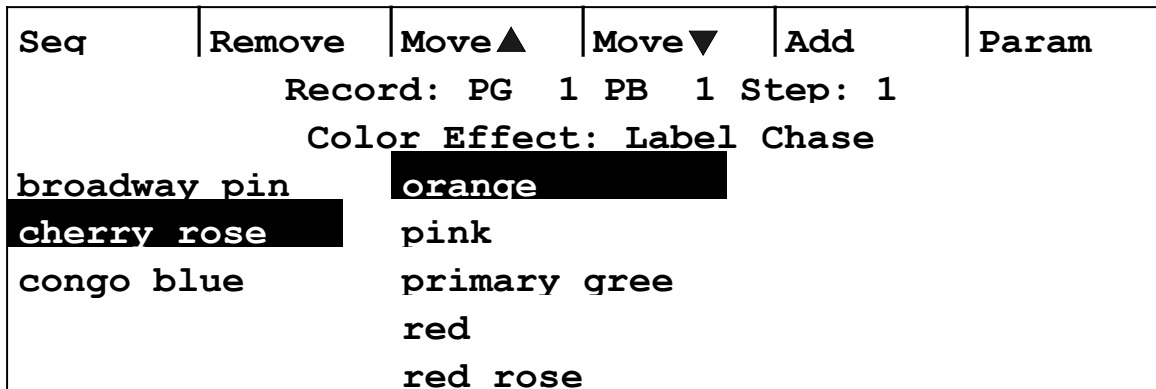 Seq Remove Move▲ Move▼ Add Param
Record: PG 1 PB 1 Step: 1
Color Effect: Label Chase
broadway pin orange
cherry rose pink
congo blue primary gree
red
red rose